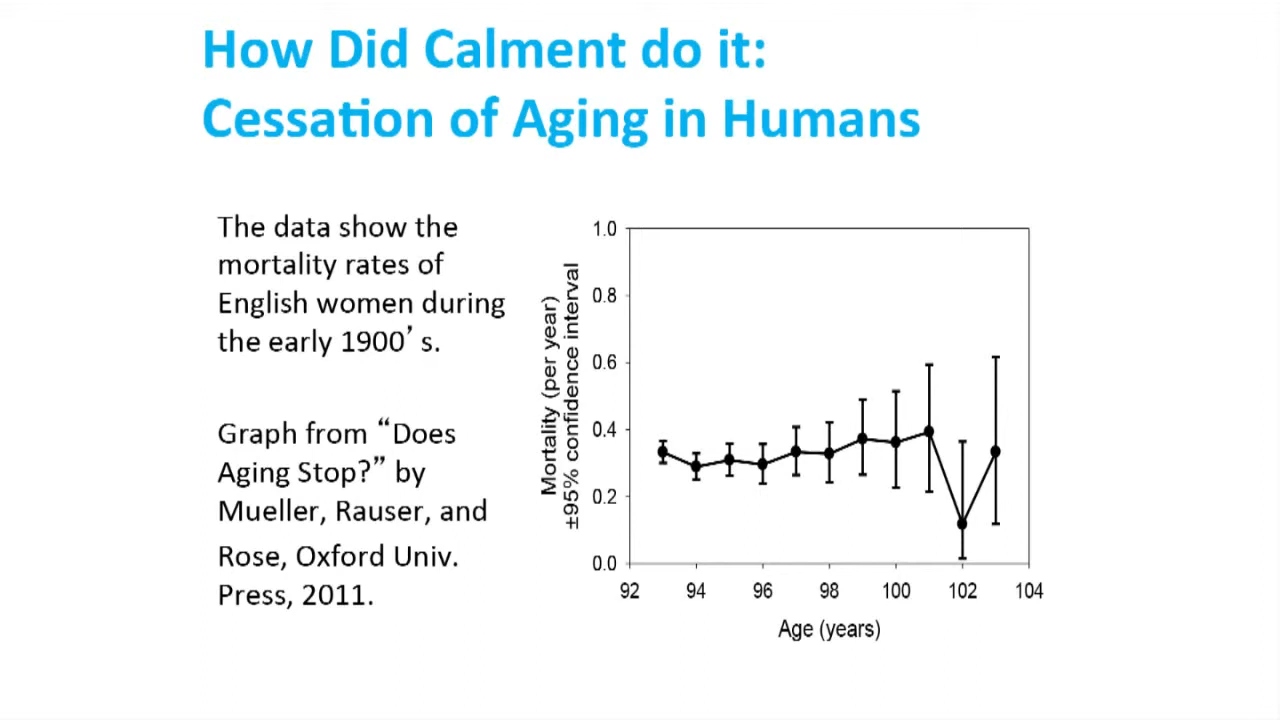 How Did Calment do it:
Cessation of Aging in Humans
The data show the
mortality rates of
English women during
the early 1900’ s.
Graph from “Does
Aging Stop?” by
Mueller, Rauser, and
Rose, Oxford Univ.
Press, 2011.
Mortality (per year)
±95% confidence interval
1.0
0.8
0.6
0.4
0.2
0.0
92 94 96 98 100 102 104
Age (years)